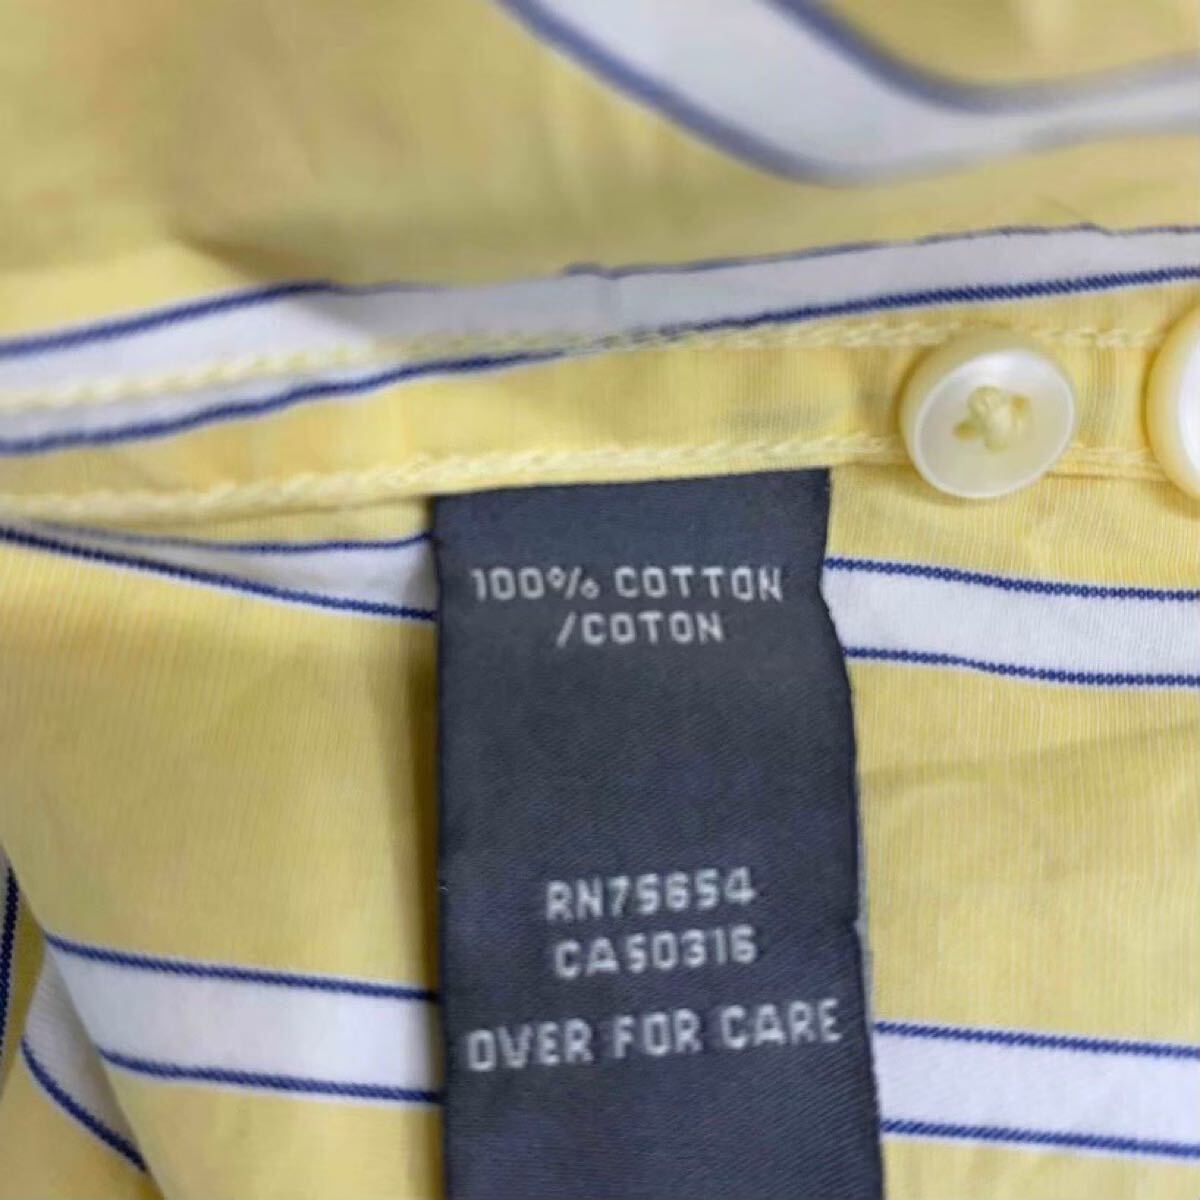 100% COTTON
/COTON
RN75654
CA50316
OVER FOR CARE